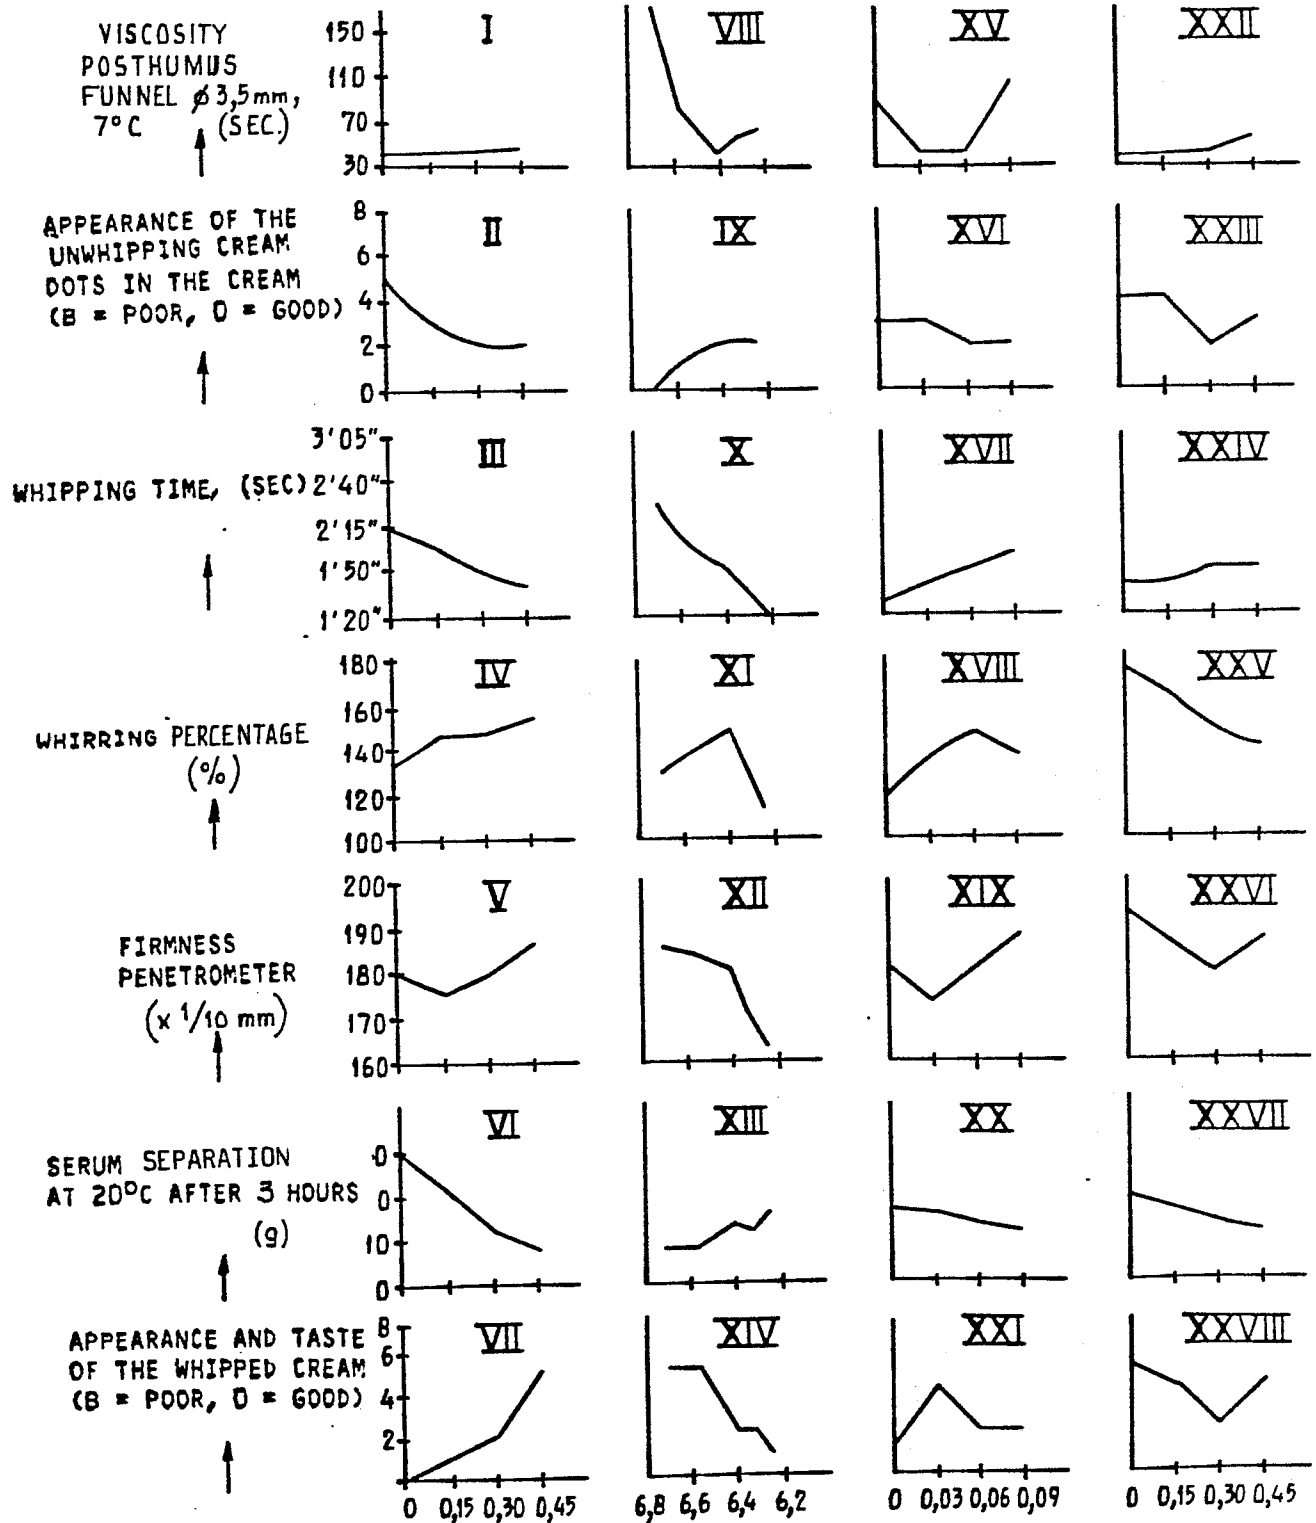 VISCOSITY
POSTHUMUS
FUNNEL ø 3,5mm,
7°C (SEC.)
150
110
70
30
I
VIII
XV
XXII
APPEARANCE OF THE
UNWHIPPING CREAM
DOTS IN THE CREAM
(B = POOR, O = GOOD)
8
6
4
2
0
II
IX
XVI
XXIII
WHIPPING TIME, (SEC)
3'05"
2'40"
2'15"
1'50"
1'20"
III
X
XVII
XXIV
WHIRRING PERCENTAGE
(%)
180
160
140
120
100
IV
XI
XVIII
XXV
FIRMNESS
PENETROMETER
(x 1/10 mm)
200
190
180
170
160
V
XII
XIX
XXVI
SERUM SEPARATION
AT 20°C AFTER 3 HOURS
(g)
0
0
10
0
VI
XIII
XX
XXVII
APPEARANCE AND TASTE
OF THE WHIPPED CREAM
(B = POOR, O = GOOD)
8
6
4
2
VII
XIV
XXI
XXVIII
0 0,15 0,30 0,45
6,8 6,6 6,4 6,2
0 0,03 0,06 0,09
0 0,15 0,30 0,45